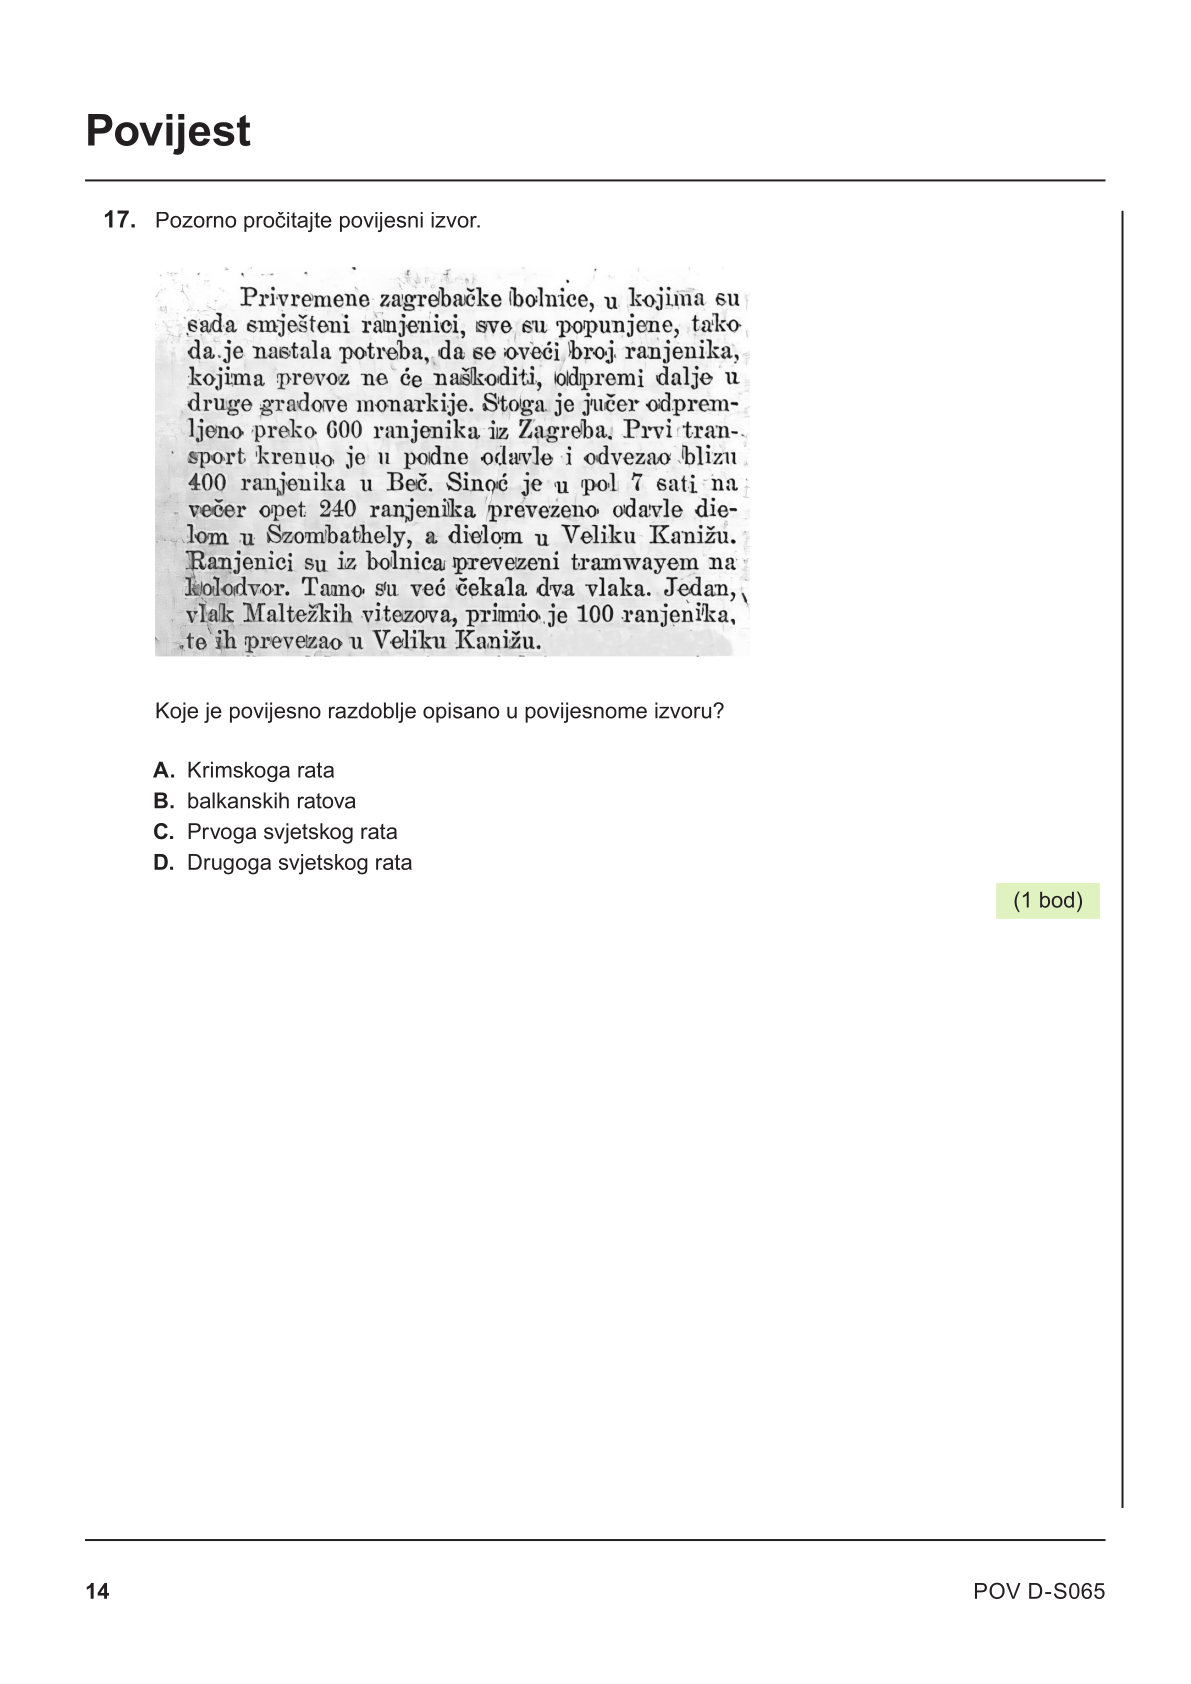 Povijest
17. Pozorno pročitajte povijesni izvor.
Privremene zagrebačke bolnice, u kojima su
sada smješteni ranjenici, sve su popunjene, tako
da je nastala potreba, da se oveći broj ranjenika,
kojima prevoz ne će naškoditi, odpremi dalje u
druge gradove monarkije. Stoga je jučer odprem-
ljeno preko 600 ranjenika iz Zagreba. Prvi tran-
sport krenuo je u podne odavle i odvezao blizu
400 ranjenika u Beč. Sinoć je u pol 7 sati na
večer opet 240 ranjenika prevezeno odavle die-
lom u Szombathely, a dielom u Veliku Kanižu.
Ranjenici su iz bolnica prevezeni tramwayem na
kolodvor. Tamo su već čekala dva vlaka. Jedan,
vlak Maltežkih vitezova, primio je 100 ranjenika,
te ih prevezao u Veliku Kanižu.
Koje je povijesno razdoblje opisano u povijesnome izvoru?
A. Krimskoga rata
B. balkanskih ratova
C. Prvoga svjetskog rata
D. Drugoga svjetskog rata
(1 bod)
14
POV D-S065